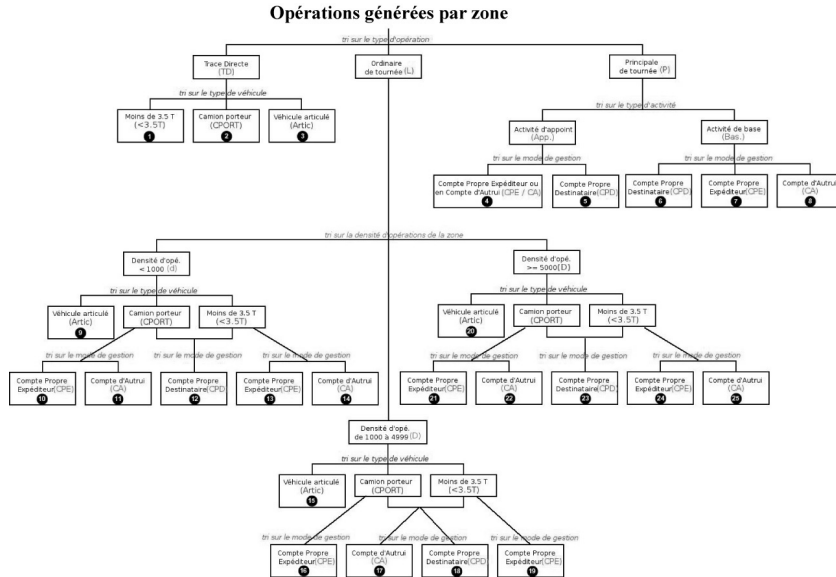 Opérations générées par zone
tri sur le type d'opération
Trace Directe
(TD)
Ordinaire
de tournée (L)
Principale
de tournée (P)
tri sur le type de véhicule
tri sur le type d'activité
Moins de 3.5 T
(<3.5T)
1
Camion porteur
(CPORT)
2
Véhicule articulé
(Artic)
3
Activité d'appoint
(App.)
Activité de base
(Bas.)
tri sur le mode de gestion
tri sur le mode de gestion
Compte Propre Expéditeur ou
en Compte d'Autrui (CPE / CA)
4
Compte Propre
Destinataire(CPD)
5
Compte Propre
Destinataire(CPD)
6
Compte Propre
Expéditeur(CPE)
7
Compte d'Autrui
(CA)
8
tri sur la densité d'opérations de la zone
Densité d'opé.
< 1000 (d)
Densité d'opé.
>= 5000(D)
tri sur le type de véhicule
tri sur le type de véhicule
Véhicule articulé
(Artic)
9
Camion porteur
(CPORT)
Moins de 3.5 T
(<3.5T)
Véhicule articulé
(Artic)
20
Camion porteur
(CPORT)
Moins de 3.5 T
(<3.5T)
tri sur le mode de gestion
tri sur le mode de gestion
tri sur le mode de gestion
tri sur le mode de gestion
tri sur le mode de gestion
tri sur le mode de gestion
Compte Propre
Expéditeur(CPE)
10
Compte d'Autrui
(CA)
11
Compte Propre
Destinataire(CPD
12
Compte Propre
Expéditeur(CPE)
13
Compte d'Autrui
(CA)
14
Compte Propre
Expéditeur(CPE)
21
Compte d'Autrui
(CA)
22
Compte Propre
Destinataire(CPD)
23
Compte Propre
Expéditeur(CPE)
24
Compte d'Autrui
(CA)
25
Densité d'opé.
de 1000 à 4999 (D)
tri sur le type de véhicule
Véhicule articulé
(Artic)
15
Camion porteur
(CPORT)
Moins de 3.5 T
(<3.5T)
tri sur le mode de gestion
tri sur le mode de gestion
tri sur le mode de gestion
Compte Propre
Expéditeur(CPE)
16
Compte d'Autrui
(CA)
17
Compte Propre
Destinataire(CPD
18
Compte Propre
Expéditeur(CPE)
19